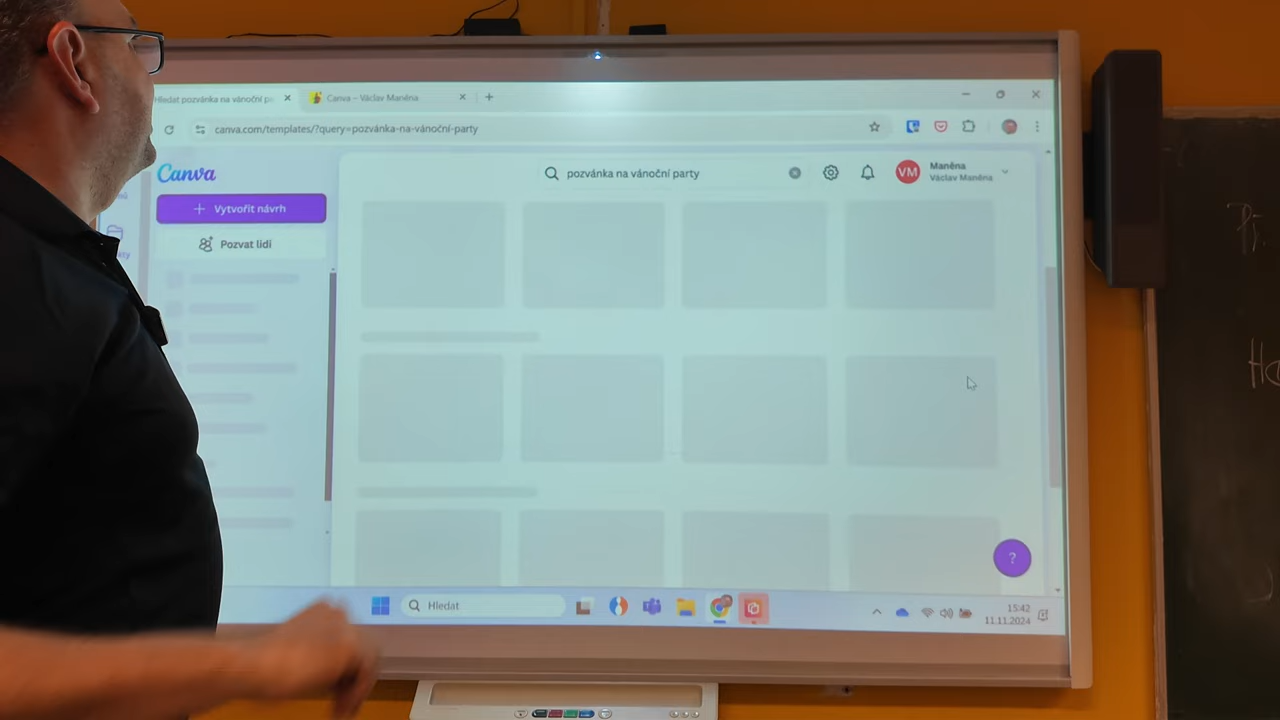 Hledat pozvánka na vánoční pa
Canva – Václav Maněna
canva.com/templates/?query=pozvánka-na-vánoční-party
Canva
pozvánka na vánoční party
VM
Maněna
Václav Maněna
+ Vytvořit návrh
Pozvat lidi
?
Hledat
15:42
11.11.2024